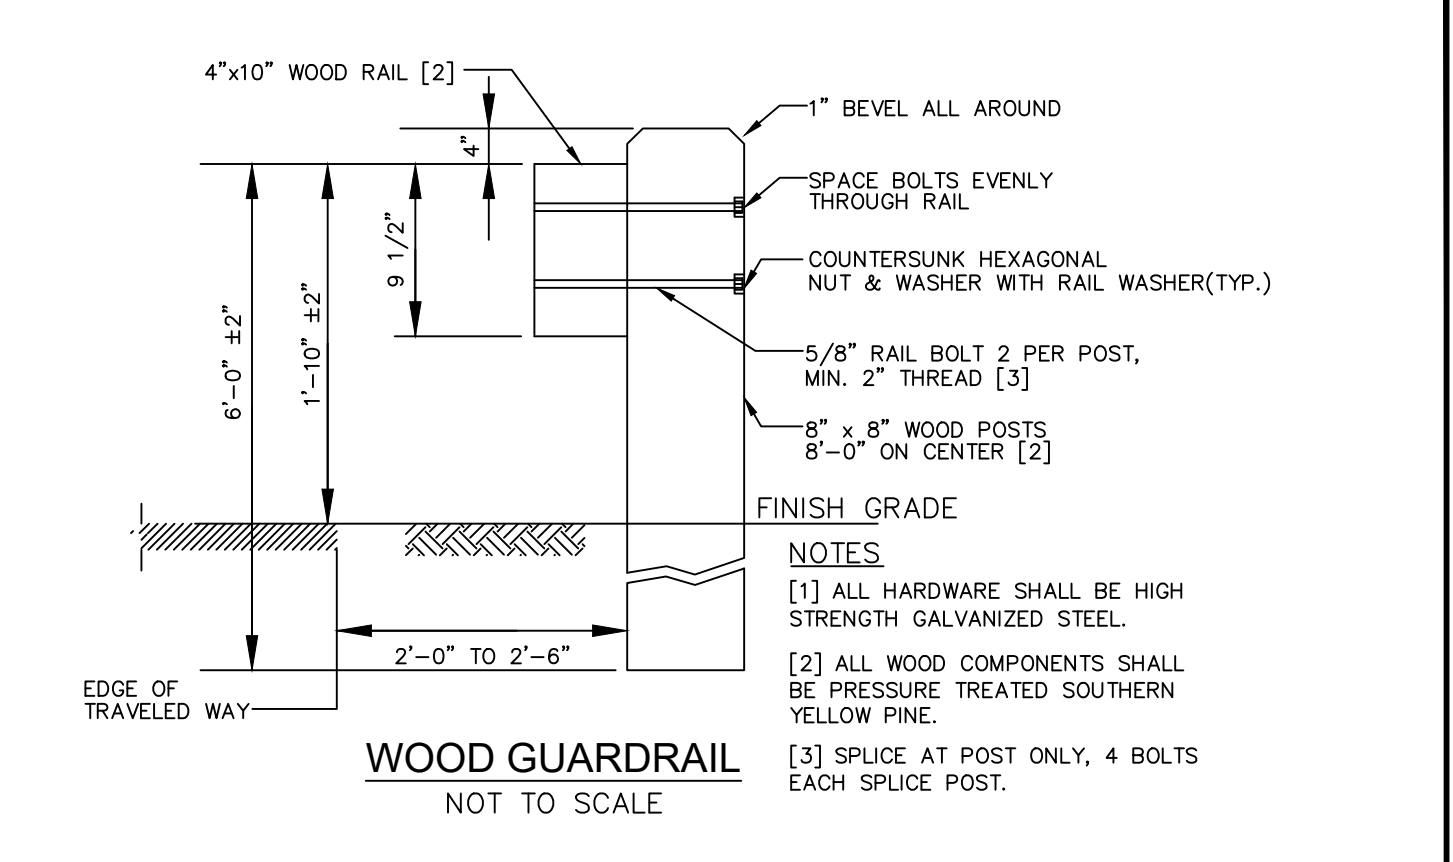 4”x10” WOOD RAIL [2]
1” BEVEL ALL AROUND
4”
SPACE BOLTS EVENLY
THROUGH RAIL
9 1/2”
COUNTERSUNK HEXAGONAL
NUT & WASHER WITH RAIL WASHER(TYP.)
6’–0” ±2”
1’–10” ±2”
5/8” RAIL BOLT 2 PER POST,
MIN. 2” THREAD [3]
8” x 8” WOOD POSTS
8’–0” ON CENTER [2]
FINISH GRADE
2’–0” TO 2’–6”
EDGE OF
TRAVELED WAY
NOTES
[1] ALL HARDWARE SHALL BE HIGH
STRENGTH GALVANIZED STEEL.
[2] ALL WOOD COMPONENTS SHALL
BE PRESSURE TREATED SOUTHERN
YELLOW PINE.
[3] SPLICE AT POST ONLY, 4 BOLTS
EACH SPLICE POST.
WOOD GUARDRAIL
NOT TO SCALE